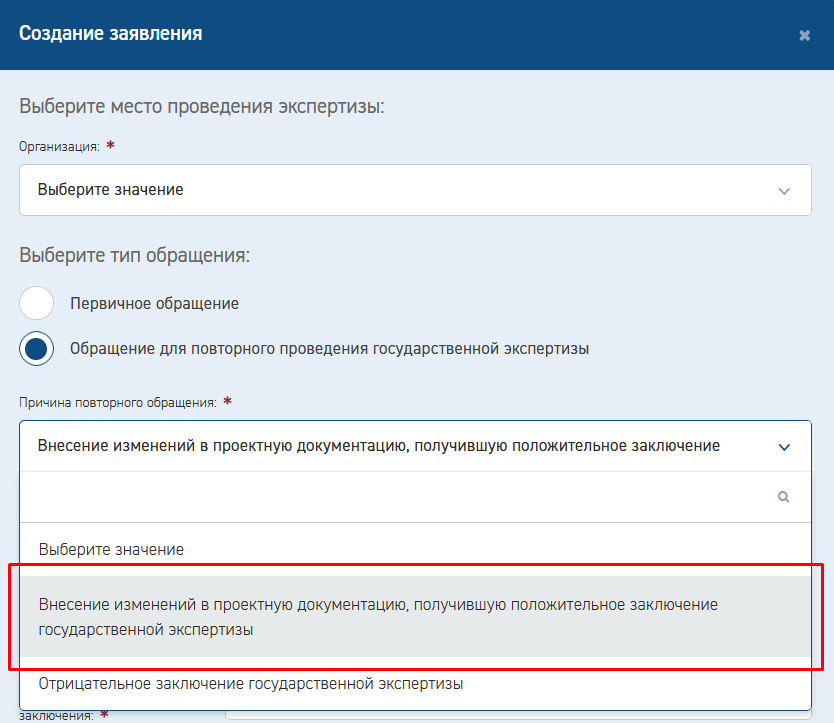 Создание заявления
Выберите место проведения экспертизы:
Организация: *
Выберите значение
Выберите тип обращения:
Первичное обращение
Обращение для повторного проведения государственной экспертизы
Причина повторного обращения: *
Внесение изменений в проектную документацию, получившую положительное заключение
Выберите значение
Внесение изменений в проектную документацию, получившую положительное заключение
государственной экспертизы
Отрицательное заключение государственной экспертизы
заключения: *